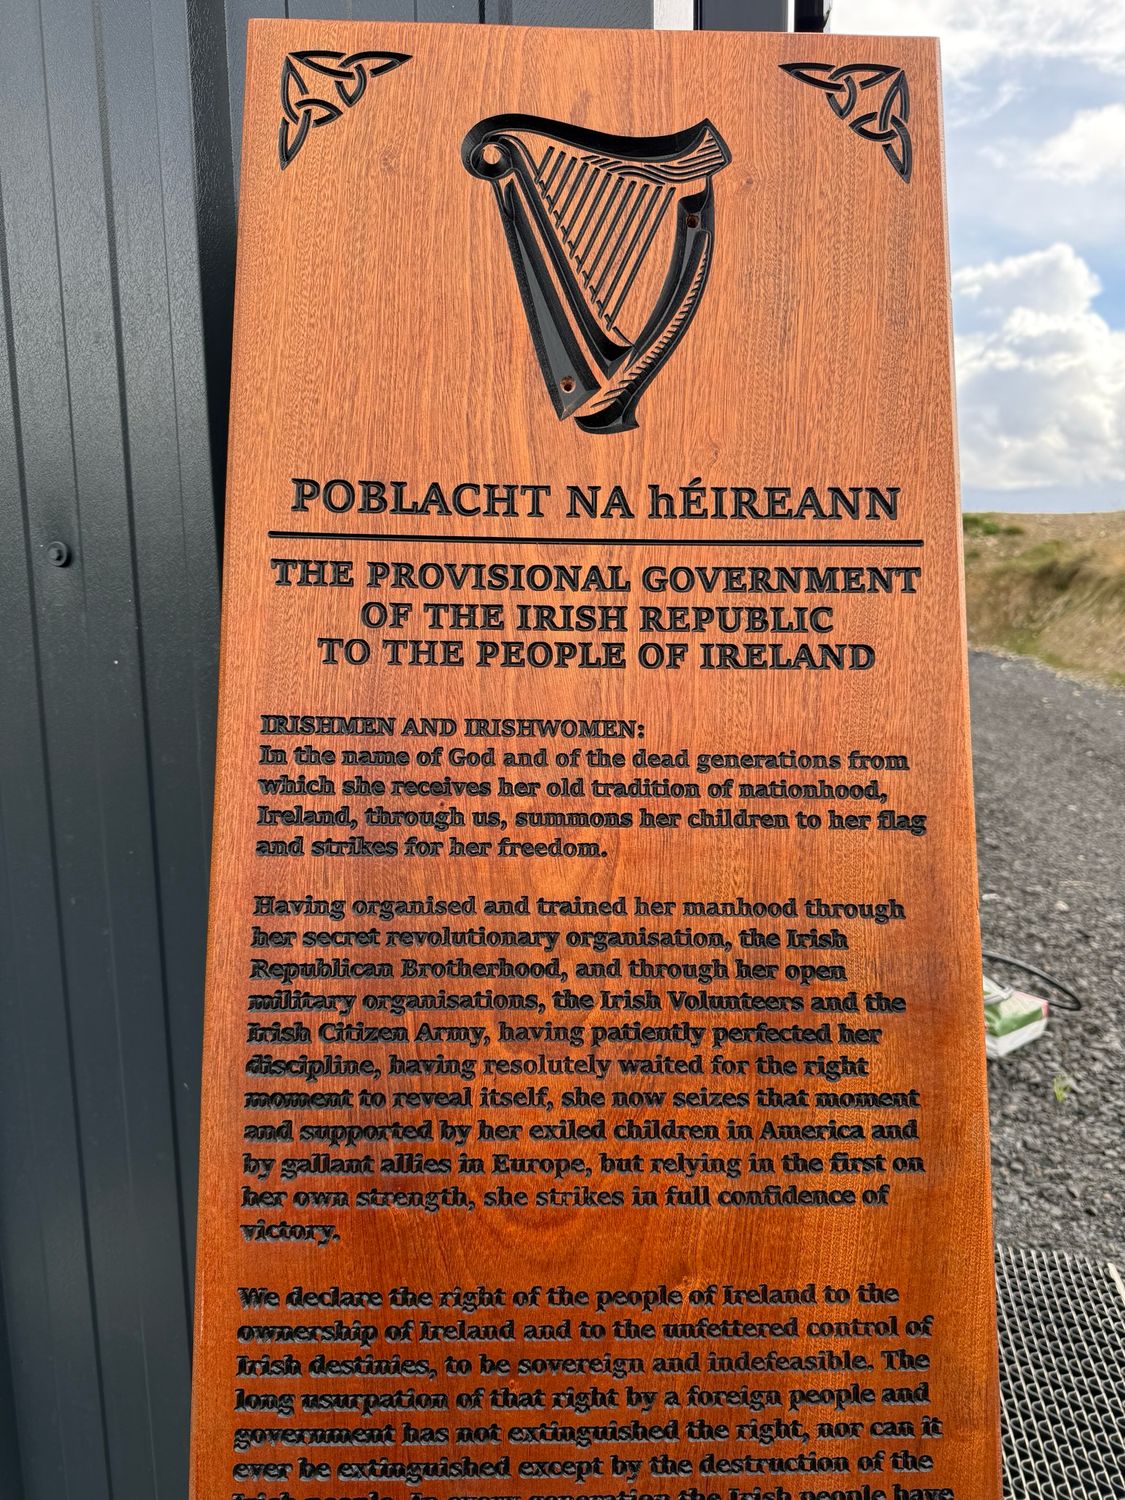 POBLACHT NA hÉIREANN
THE PROVISIONAL GOVERNMENT
OF THE IRISH REPUBLIC
TO THE PEOPLE OF IRELAND
IRISHMEN AND IRISHWOMEN:
In the name of God and of the dead generations from
which she receives her old tradition of nationhood,
Ireland, through us, summons her children to her flag
and strikes for her freedom.
Having organised and trained her manhood through
her secret revolutionary organisation, the Irish
Republican Brotherhood, and through her open
military organisations, the Irish Volunteers and the
Irish Citizen Army, having patiently perfected her
discipline, having resolutely waited for the right
moment to reveal itself, she now seizes that moment
and supported by her exiled children in America and
by gallant allies in Europe, but relying in the first on
her own strength, she strikes in full confidence of
victory.
We declare the right of the people of Ireland to the
ownership of Ireland and to the unfettered control of
Irish destinies, to be sovereign and indefeasible. The
long usurpation of that right by a foreign people and
government has not extinguished the right, nor can it
ever be extinguished except by the destruction of the
Irish people. In every generation the Irish people have